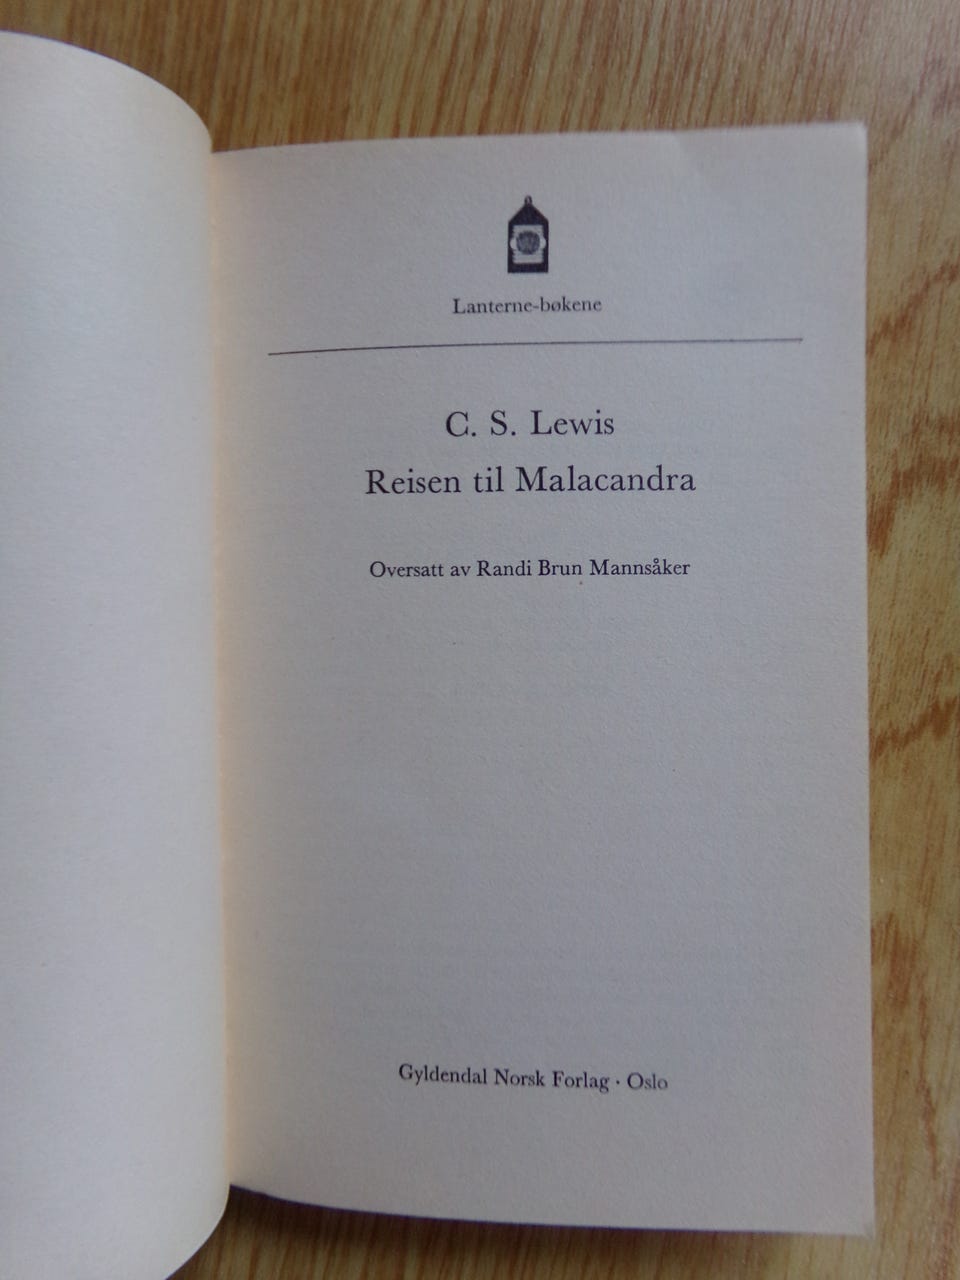 Lanterne-bøkene
C. S. Lewis
Reisen til Malacandra
Oversatt av Randi Brun Mannsåker
Gyldendal Norsk Forlag · Oslo